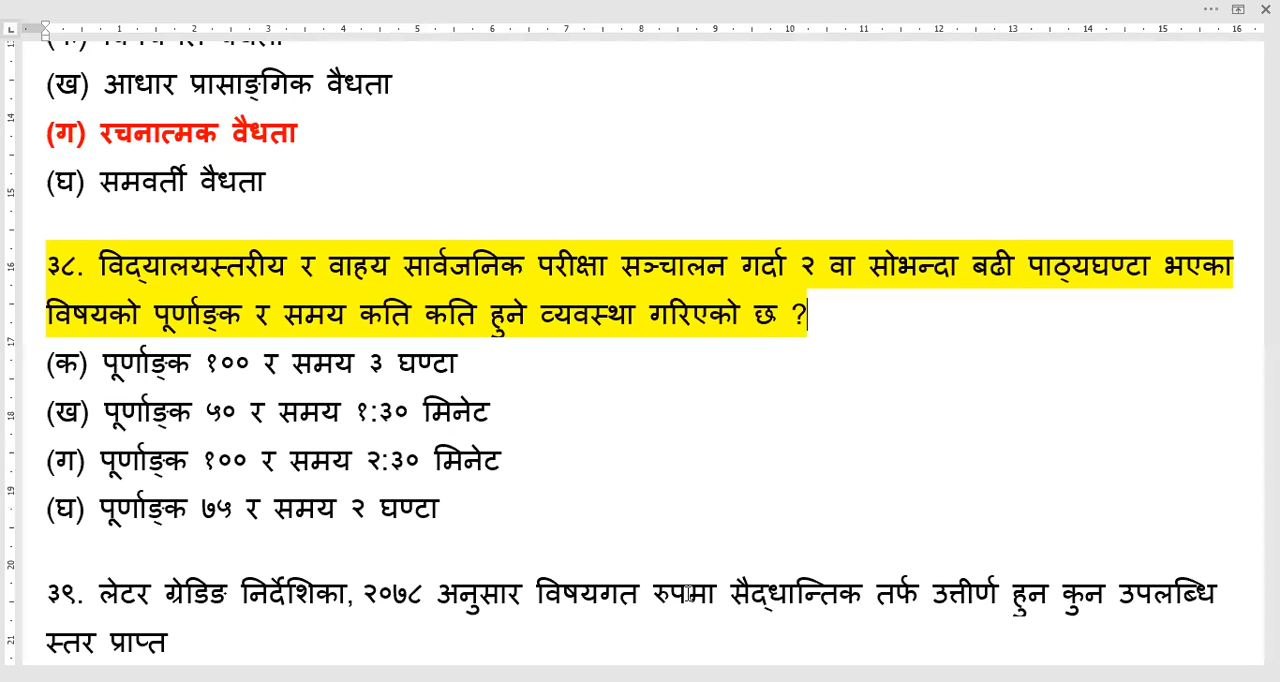 (ख) आधार प्रासाङ्गिक वैधता
(ग) रचनात्मक वैधता
(घ) समवर्ती वैधता
३८. विद्यालयस्तरीय र वाहय सार्वजनिक परीक्षा सञ्चालन गर्दा २ वा सोभन्दा बढी पाठ्यघण्टा भएका
विषयको पूर्णाङ्क र समय कति कति हुने व्यवस्था गरिएको छ ?
(क) पूर्णाङ्क १०० र समय ३ घण्टा
(ख) पूर्णाङ्क ५० र समय १:३० मिनेट
(ग) पूर्णाङ्क १०० र समय २:३० मिनेट
(घ) पूर्णाङ्क ७५ र समय २ घण्टा
३९. लेटर ग्रेडिङ निर्देशिका, २०७८ अनुसार विषयगत रुपमा सैद्धान्तिक तर्फ उत्तीर्ण हुन कुन उपलब्धि
स्तर प्राप्त